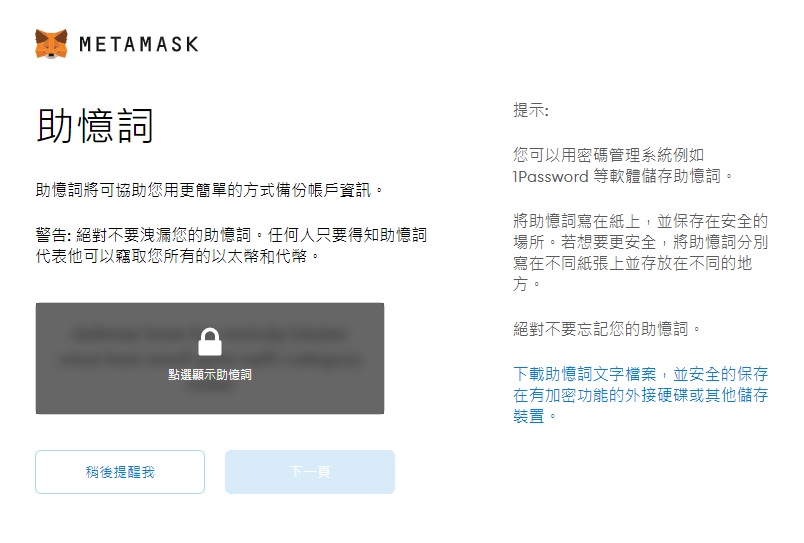 METAMASK
助憶詞
助憶詞將可協助您用更簡單的方式備份帳戶資訊。
警告: 絕對不要洩漏您的助憶詞。任何人只要得知助憶詞
代表他可以竊取您所有的以太幣和代幣。
點選顯示助憶詞
稍後提醒我
下一頁
提示:
您可以用密碼管理系統例如
1Password 等軟體儲存助憶詞。
將助憶詞寫在紙上，並保存在安全的
場所。若想要更安全，將助憶詞分別
寫在不同紙張上並存放在不同的地
方。
絕對不要忘記您的助憶詞。
下載助憶詞文字檔案，並安全的保存
在有加密功能的外接硬碟或其他儲存
裝置。